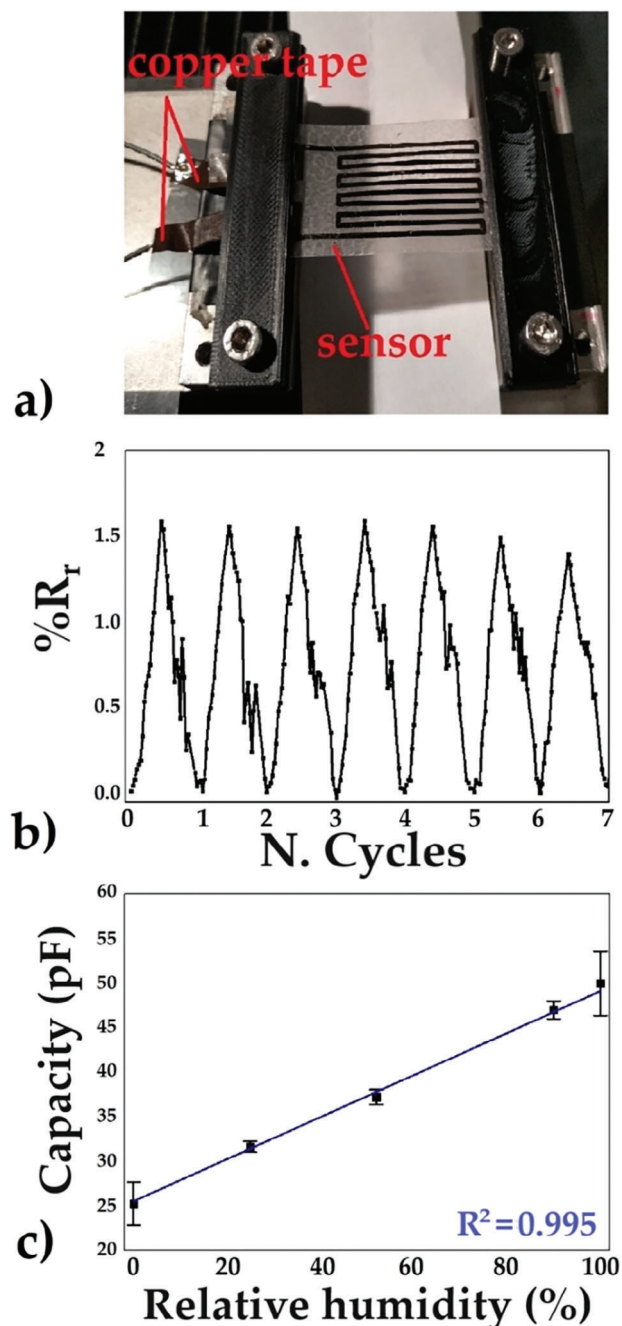 copper tape
sensor
a)
2
1.5
1.0
0.5
0.0
%Rr
0 1 2 3 4 5 6 7
N. Cycles
b)
60
55
50
45
40
35
30
25
20
Capacity (pF)
R² = 0.995
0 20 40 60 80 100
Relative humidity (%)
c)